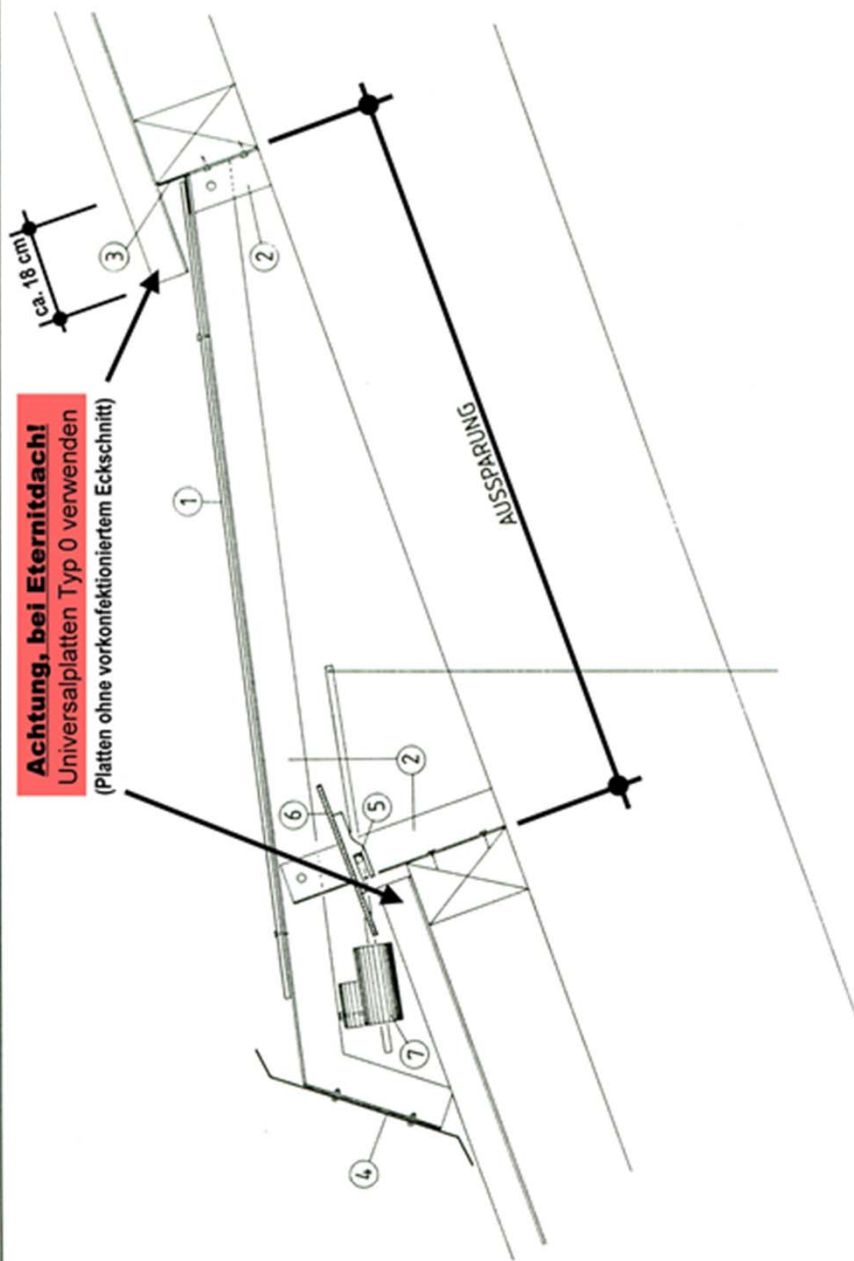 Achtung, bei Eternitdach!
Universalplatten Typ 0 verwenden
(Platten ohne vorkonfektioniertem Eckschnitt)
ca. 18 cm
3
2
1
AUSSPARUNG
2
6
5
7
4